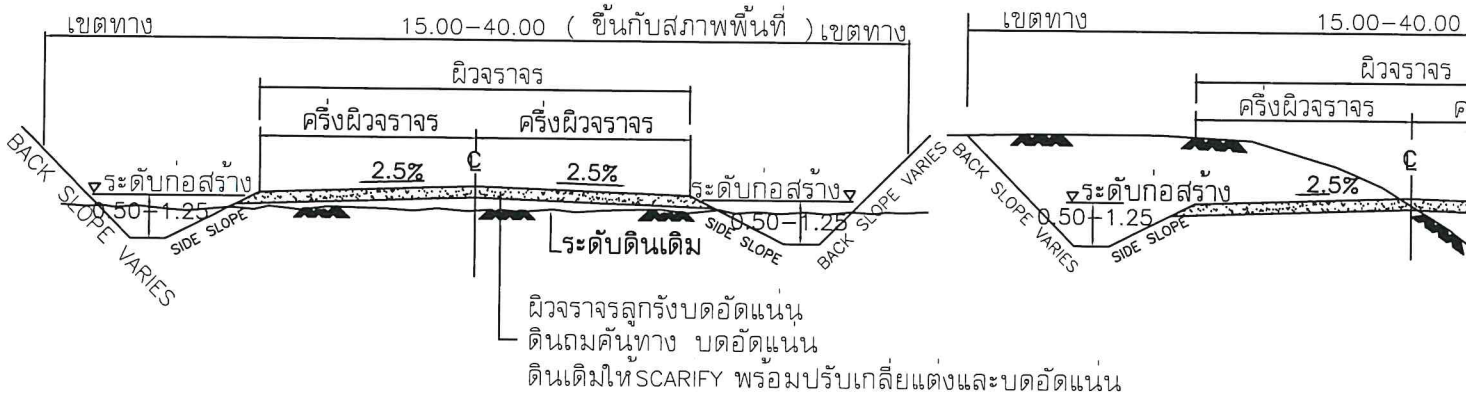 เขตทาง 15.00-40.00 ( ขึ้นกับสภาพพื้นที่ ) เขตทาง
ผิวจราจร
ครึ่งผิวจราจร ครึ่งผิวจราจร
BACK SLOPE VARIES
ระดับก่อสร้าง
0.50-1.25
SIDE SLOPE
2.5% ℄ 2.5%
ระดับก่อสร้าง
0.50-1.25
SIDE SLOPE
BACK SLOPE VARIES
ระดับดินเดิม
ผิวจราจรลูกรังบดอัดแน่น
ดินถมคันทาง บดอัดแน่น
ดินเดิมให้SCARIFY พร้อมปรับเกลี่ยแต่งและบดอัดแน่น
เขตทาง 15.00-40.00
ผิวจราจร
ครึ่งผิวจราจร
BACK SLOPE VARIES
ระดับก่อสร้าง
0.50-1.25
SIDE SLOPE
2.5% ℄